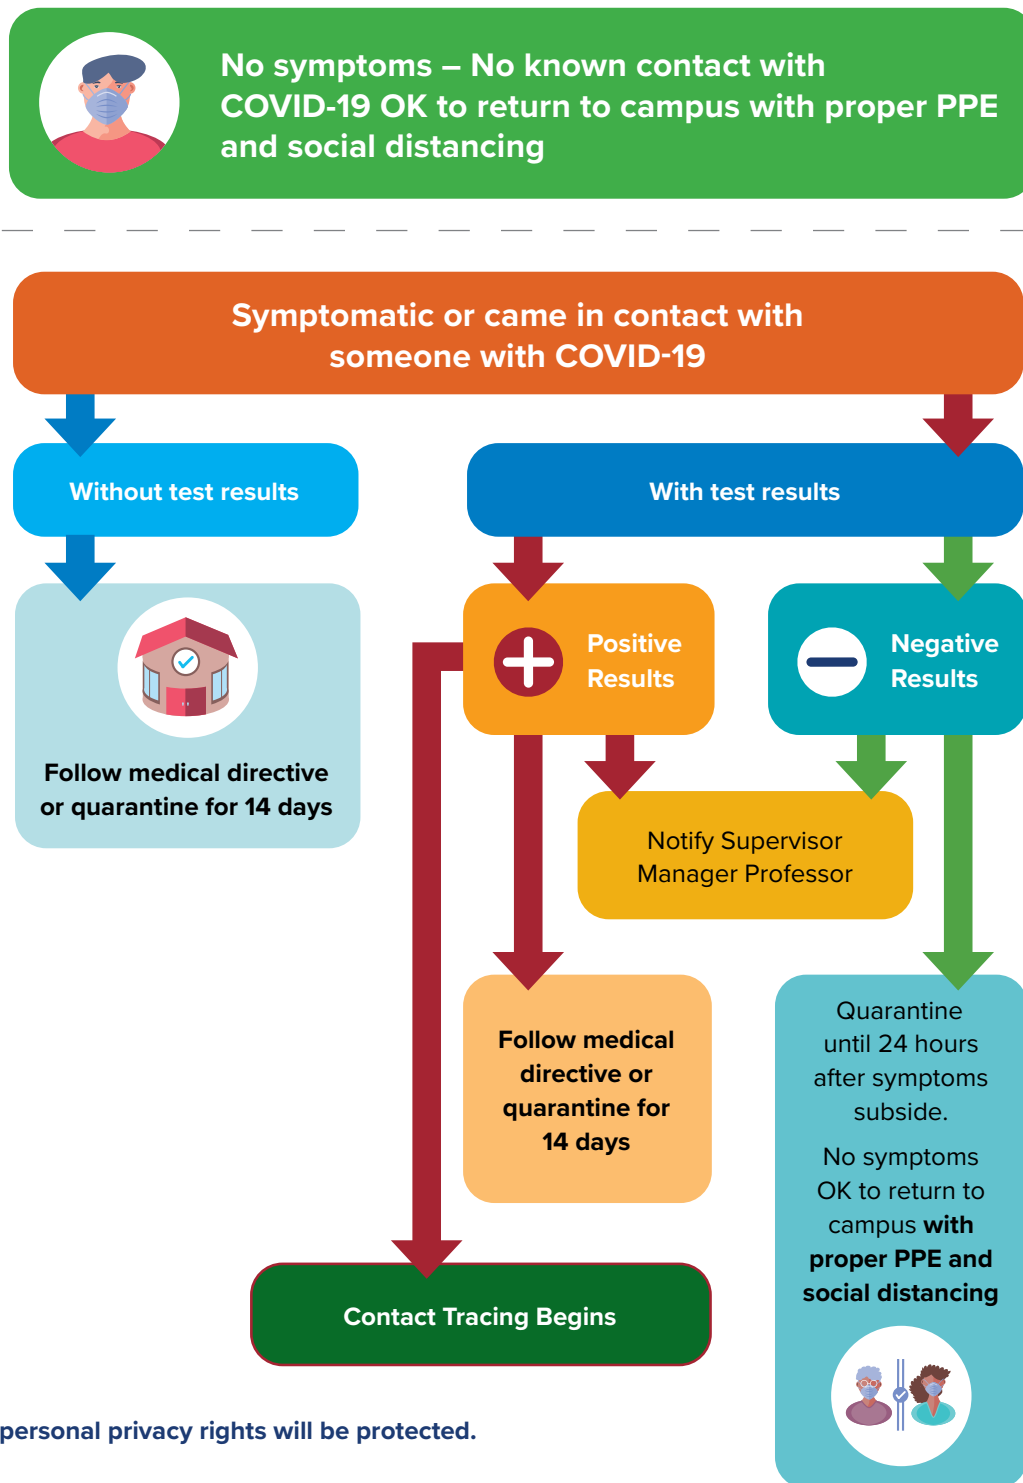 No symptoms – No known contact with
COVID-19 OK to return to campus with proper PPE
and social distancing
Symptomatic or came in contact with
someone with COVID-19
Without test results
With test results
Follow medical directive
or quarantine for 14 days
Positive
Results
Negative
Results
Notify Supervisor
Manager Professor
Follow medical
directive or
quarantine for
14 days
Quarantine
until 24 hours
after symptoms
subside.
No symptoms
OK to return to
campus with
proper PPE and
social distancing
Contact Tracing Begins
personal privacy rights will be protected.